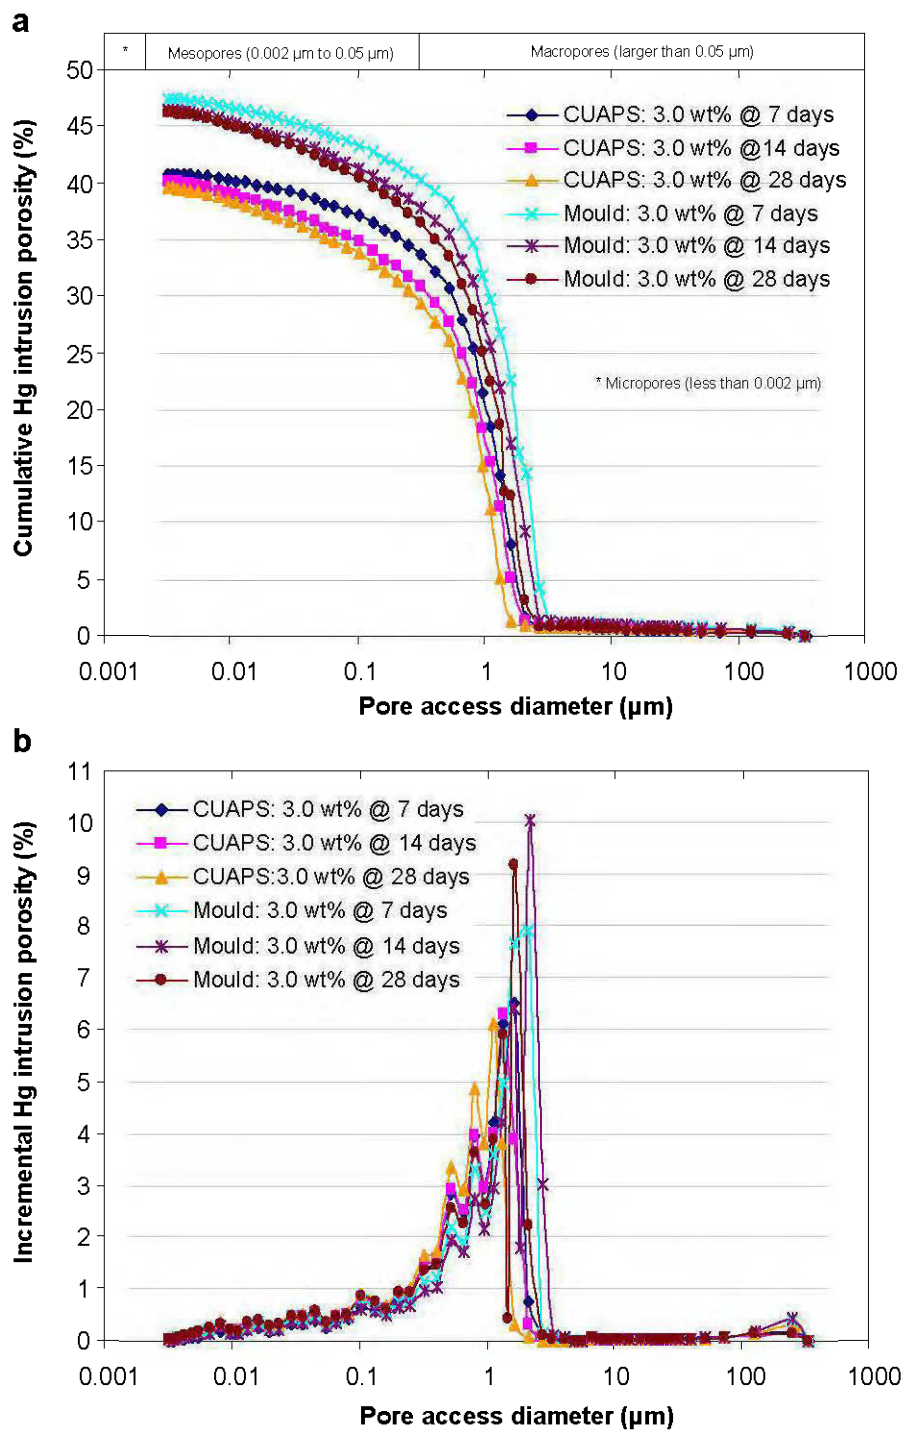 a
* Mesopores (0.002 µm to 0.05 µm) Macropores (larger than 0.05 µm)
50
45
40
35
30
25
20
15
10
5
0
Cumulative Hg intrusion porosity (%)
CUAPS: 3.0 wt% @ 7 days
CUAPS: 3.0 wt% @14 days
CUAPS: 3.0 wt% @ 28 days
Mould: 3.0 wt% @ 7 days
Mould: 3.0 wt% @ 14 days
Mould: 3.0 wt% @ 28 days
* Micropores (less than 0.002 µm)
0.001 0.01 0.1 1 10 100 1000
Pore access diameter (µm)
b
11
10
9
8
7
6
5
4
3
2
1
0
Incremental Hg intrusion porosity (%)
CUAPS: 3.0 wt% @ 7 days
CUAPS: 3.0 wt% @ 14 days
CUAPS:3.0 wt% @ 28 days
Mould: 3.0 wt% @ 7 days
Mould: 3.0 wt% @ 14 days
Mould: 3.0 wt% @ 28 days
0.001 0.01 0.1 1 10 100 1000
Pore access diameter (µm)